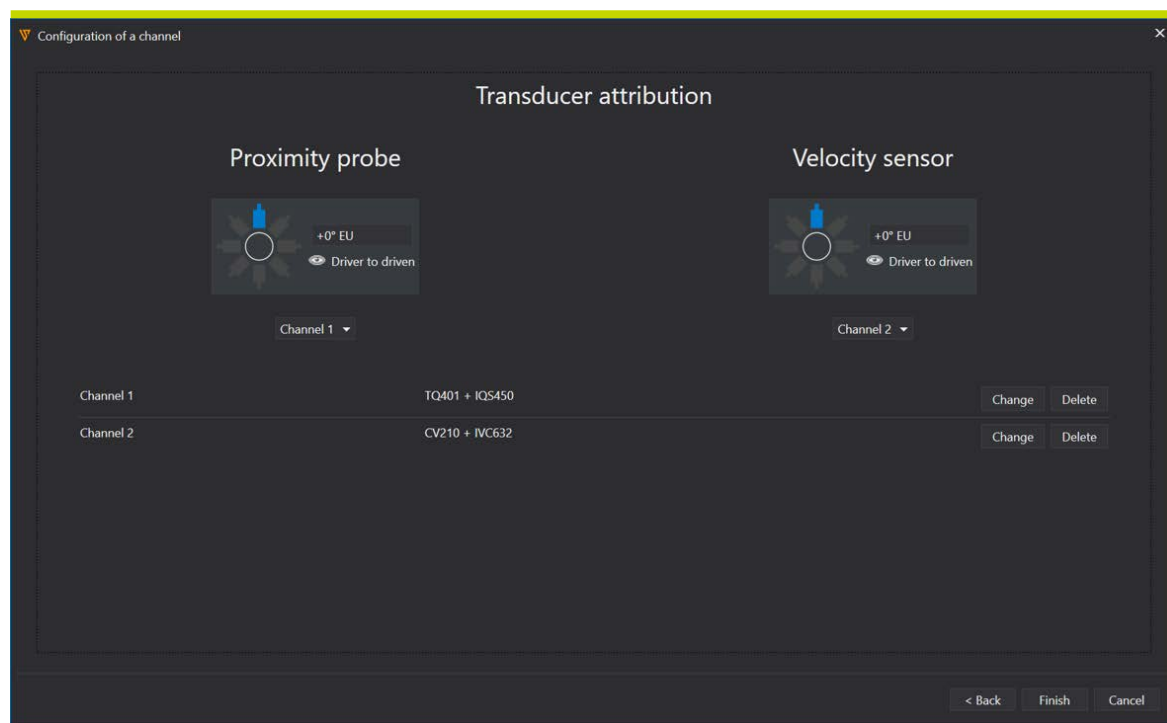 Configuration of a channel
Transducer attribution
Proximity probe
Velocity sensor
+0° EU
Driver to driven
+0° EU
Driver to driven
Channel 1
Channel 2
Channel 1 TQ401 + IQS450 Change Delete
Channel 2 CV210 + IVC632 Change Delete
< Back Finish Cancel